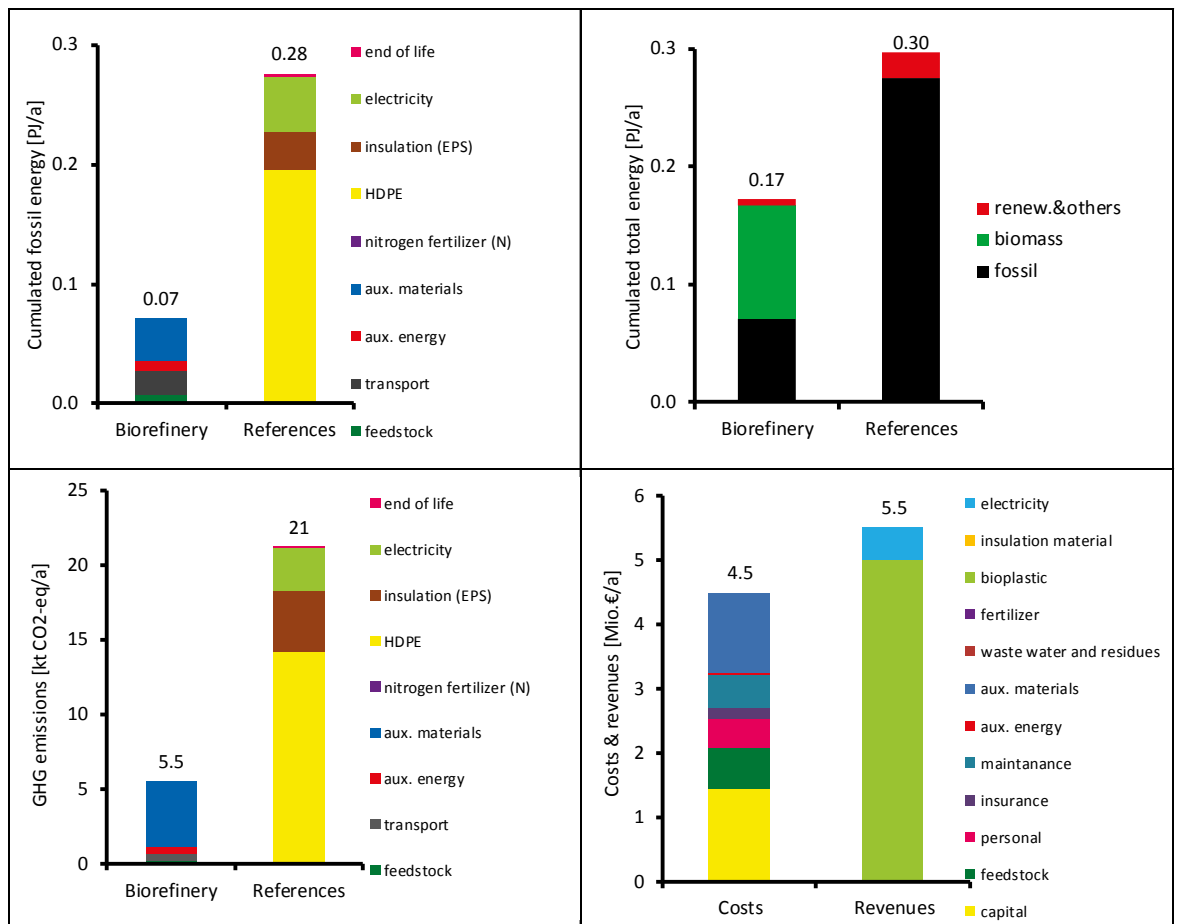 Cumulated fossil energy [PJ/a]
0.3
0.2
0.1
0.0
0.07
0.28
Biorefinery
References
end of life
electricity
insulation (EPS)
HDPE
nitrogen fertilizer (N)
aux. materials
aux. energy
transport
feedstock
Cumulated total energy [PJ/a]
0.3
0.2
0.1
0.0
0.17
0.30
Biorefinery
References
renew.&others
biomass
fossil
GHG emissions [kt CO2-eq/a]
25
20
15
10
5
0
5.5
21
Biorefinery
References
end of life
electricity
insulation (EPS)
HDPE
nitrogen fertilizer (N)
aux. materials
aux. energy
transport
feedstock
Costs & revenues [Mio.€/a]
6
5
4
3
2
1
0
4.5
5.5
Costs
Revenues
electricity
insulation material
bioplastic
fertilizer
waste water and residues
aux. materials
aux. energy
maintanance
insurance
personal
feedstock
capital